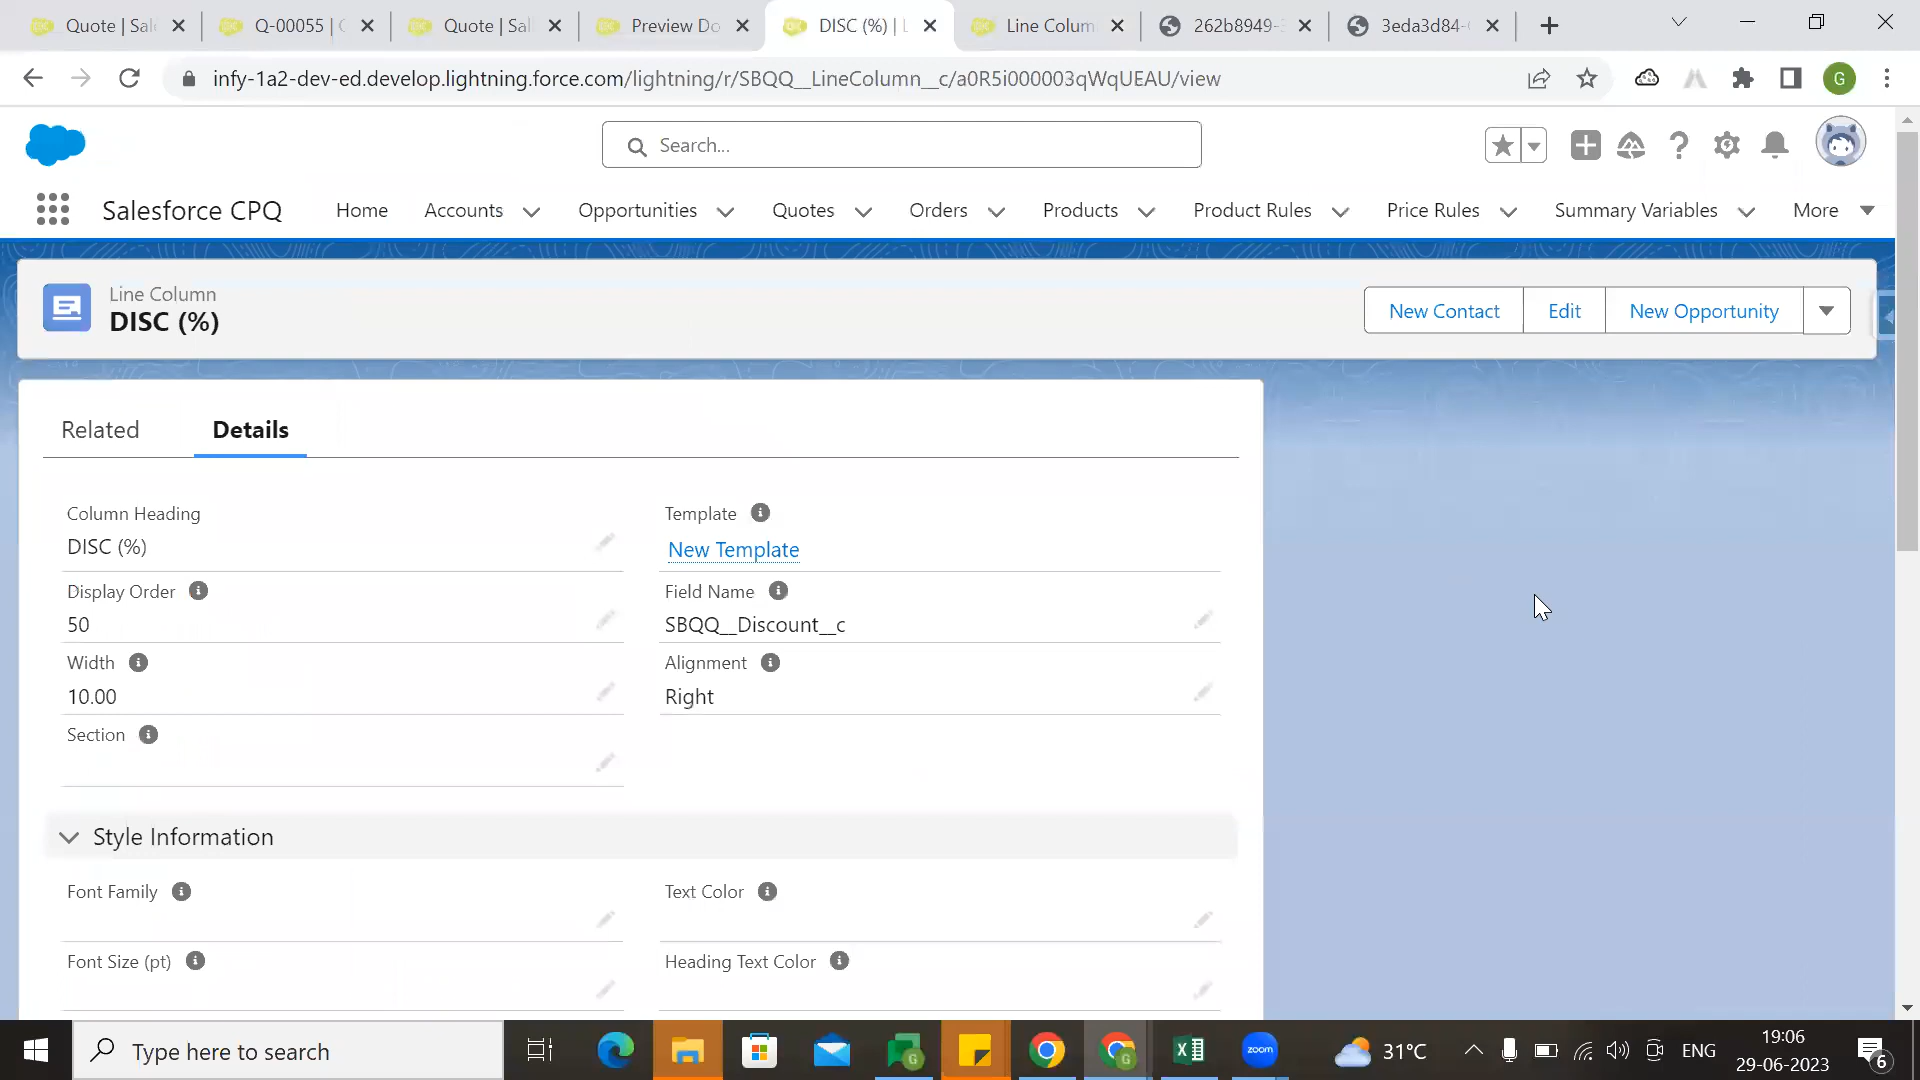 Quote | Sal
Q-00055 | Q
Quote | Sal
Preview Do
DISC (%) | L
Line Colum
262b8949-
3eda3d84-
infy-1a2-dev-ed.develop.lightning.force.com/lightning/r/SBQQ__LineColumn__c/a0R5i000003qWqUEAU/view
G
Search...
Salesforce CPQ
Home
Accounts
Opportunities
Quotes
Orders
Products
Product Rules
Price Rules
Summary Variables
More
Line Column
DISC (%)
New Contact
Edit
New Opportunity
Related
Details
Column Heading
DISC (%)
Template
New Template
Display Order
50
Field Name
SBQQ__Discount__c
Width
10.00
Alignment
Right
Section
Style Information
Font Family
Text Color
Font Size (pt)
Heading Text Color
Type here to search
zoom
31°C
ENG
19:06
29-06-2023
6